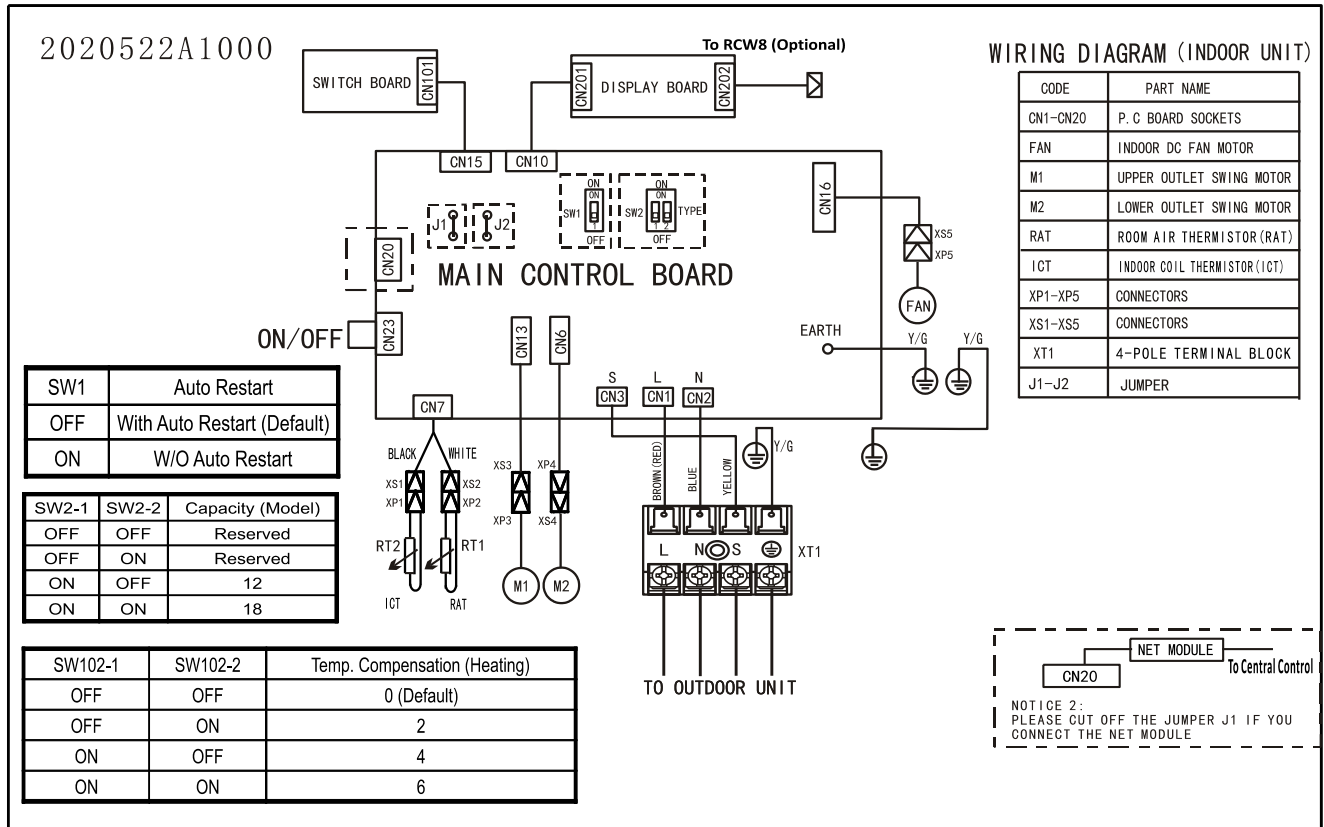 2020522A1000
To RCW8 (Optional)
SWITCH BOARD
CN101
CN201
DISPLAY BOARD
CN202
WIRING DIAGRAM (INDOOR UNIT)
CODE PART NAME
CN1-CN20 P.C BOARD SOCKETS
FAN INDOOR DC FAN MOTOR
M1 UPPER OUTLET SWING MOTOR
M2 LOWER OUTLET SWING MOTOR
RAT ROOM AIR THERMISTOR(RAT)
ICT INDOOR COIL THERMISTOR(ICT)
XP1-XP5 CONNECTORS
XS1-XS5 CONNECTORS
XT1 4-POLE TERMINAL BLOCK
J1-J2 JUMPER
CN15
CN10
J1
J2
ON
ON
SW1
1
OFF
ON
ON
SW2
TYPE
1 2
OFF
CN16
XS5
XP5
FAN
CN20
MAIN CONTROL BOARD
ON/OFF
CN23
CN13
CN6
EARTH
Y/G
Y/G
S L N
CN3 CN1 CN2
CN7
SW1 Auto Restart
OFF With Auto Restart (Default)
ON W/O Auto Restart
BLACK WHITE
XS1 XS2
XP1 XP2
XS3 XP4
XP3 XS4
RT2 RT1
ICT RAT
M1 M2
BROWN(RED)
BLUE
YELLOW
Y/G
L N S
XT1
TO OUTDOOR UNIT
SW2-1 SW2-2 Capacity (Model)
OFF OFF Reserved
OFF ON Reserved
ON OFF 12
ON ON 18
SW102-1 SW102-2 Temp. Compensation (Heating)
OFF OFF 0 (Default)
OFF ON 2
ON OFF 4
ON ON 6
NET MODULE
CN20
To Central Control
NOTICE 2:
PLEASE CUT OFF THE JUMPER J1 IF YOU
CONNECT THE NET MODULE